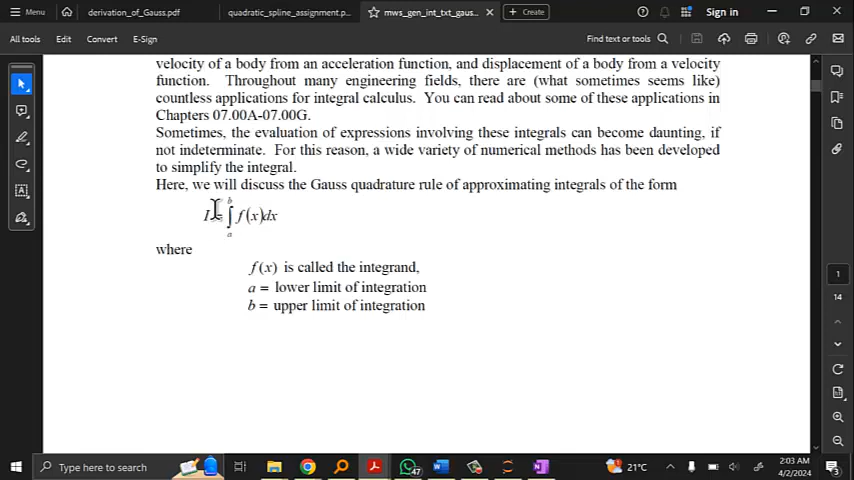 Menu
derivation_of_Gauss.pdf
quadratic_spline_assignment.p...
mws_gen_int_txt_gaus...
+ Create
Sign in
All tools
Edit
Convert
E-Sign
Find text or tools
velocity of a body from an acceleration function, and displacement of a body from a velocity
function. Throughout many engineering fields, there are (what sometimes seems like)
countless applications for integral calculus. You can read about some of these applications in
Chapters 07.00A-07.00G.
Sometimes, the evaluation of expressions involving these integrals can become daunting, if
not indeterminate. For this reason, a wide variety of numerical methods has been developed
to simplify the integral.
Here, we will discuss the Gauss quadrature rule of approximating integrals of the form
I = ∫_a^b f(x)dx
where
f(x) is called the integrand,
a = lower limit of integration
b = upper limit of integration
1
14
Type here to search
47
21°C
2:03 AM
4/2/2024
3